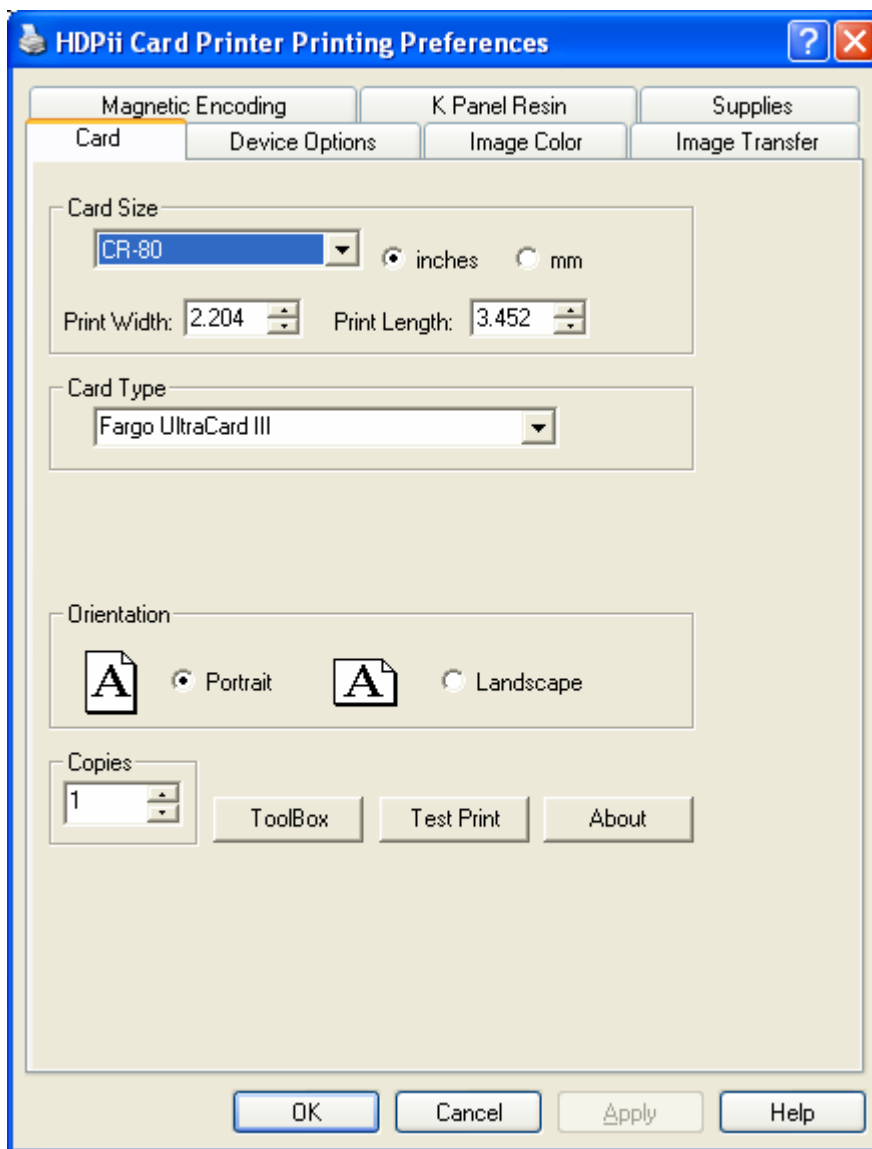 HDPii Card Printer Printing Preferences
Magnetic Encoding K Panel Resin Supplies
Card Device Options Image Color Image Transfer
Card Size
CR-80 inches mm
Print Width: 2.204 Print Length: 3.452
Card Type
Fargo UltraCard III
Orientation
A Portrait A Landscape
Copies
1 ToolBox Test Print About
OK Cancel Apply Help